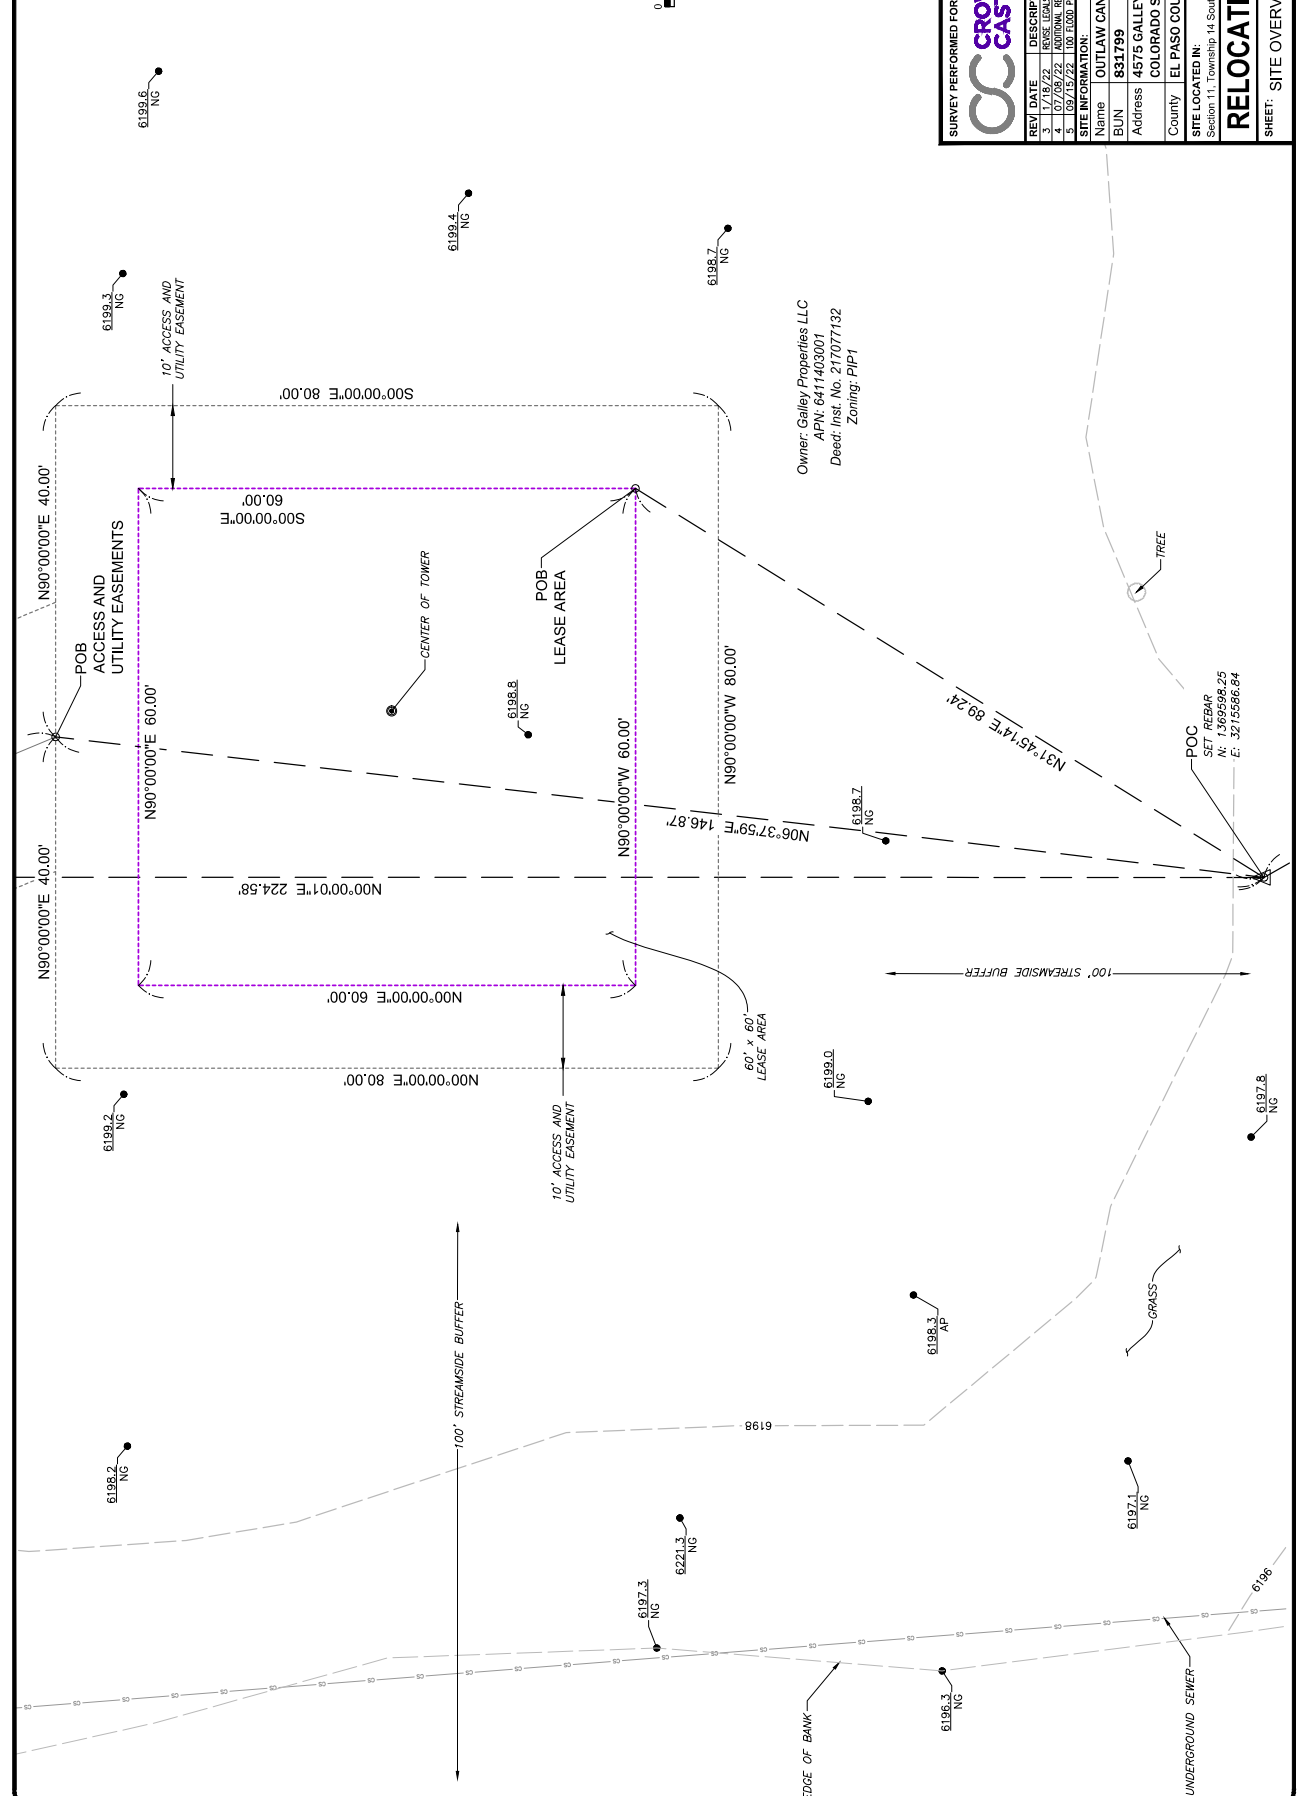 6199.6
NG
6199.3
NG
6199.4
NG
6198.7
NG
0
10' ACCESS AND
UTILITY EASEMENT
S00°00'00"E 80.00'
N90°00'00"E 40.00'
POB
ACCESS AND
UTILITY EASEMENTS
S00°00'00"E
60.00'
CENTER OF TOWER
POB
LEASE AREA
N90°00'00"E 60.00'
6198.8
NG
N90°00'00"W 60.00'
N90°00'00"W 80.00'
Owner: Galley Properties LLC
APN: 6411403001
Deed: Inst. No. 217077132
Zoning: PIP1
TREE
N31°45'14"E 89.24'
POC
SET REBAR
N: 1369598.25
E: 3215586.84
N06°37'59"E 146.87'
6198.7
NG
N90°00'00"E 40.00'
N00°00'01"E 224.58'
N00°00'00"E 60.00'
N00°00'00"E 80.00'
100' STREAMSIDE BUFFER
60' x 60'
LEASE AREA
10' ACCESS AND
UTILITY EASEMENT
6199.2
NG
6199.0
NG
6197.8
NG
100' STREAMSIDE BUFFER
6198.3
AP
GRASS
6198
6198.2
NG
6221.3
NG
6197.3
NG
6197.1
NG
6196
6196.3
NG
EDGE OF BANK
UNDERGROUND SEWER
SURVEY PERFORMED FOR
CRO
CAST
REV DATE DESCRIP
3 1/18/22 REVISE LEGALS
4 07/08/22 ADDITIONAL RE
5 09/15/22 100 FLOOD P
SITE INFORMATION:
Name OUTLAW CAN
BUN 831799
Address 4575 GALLEY
COLORADO S
County EL PASO COU
SITE LOCATED IN:
Section 11, Township 14 Sout
RELOCATE
SHEET: SITE OVERV